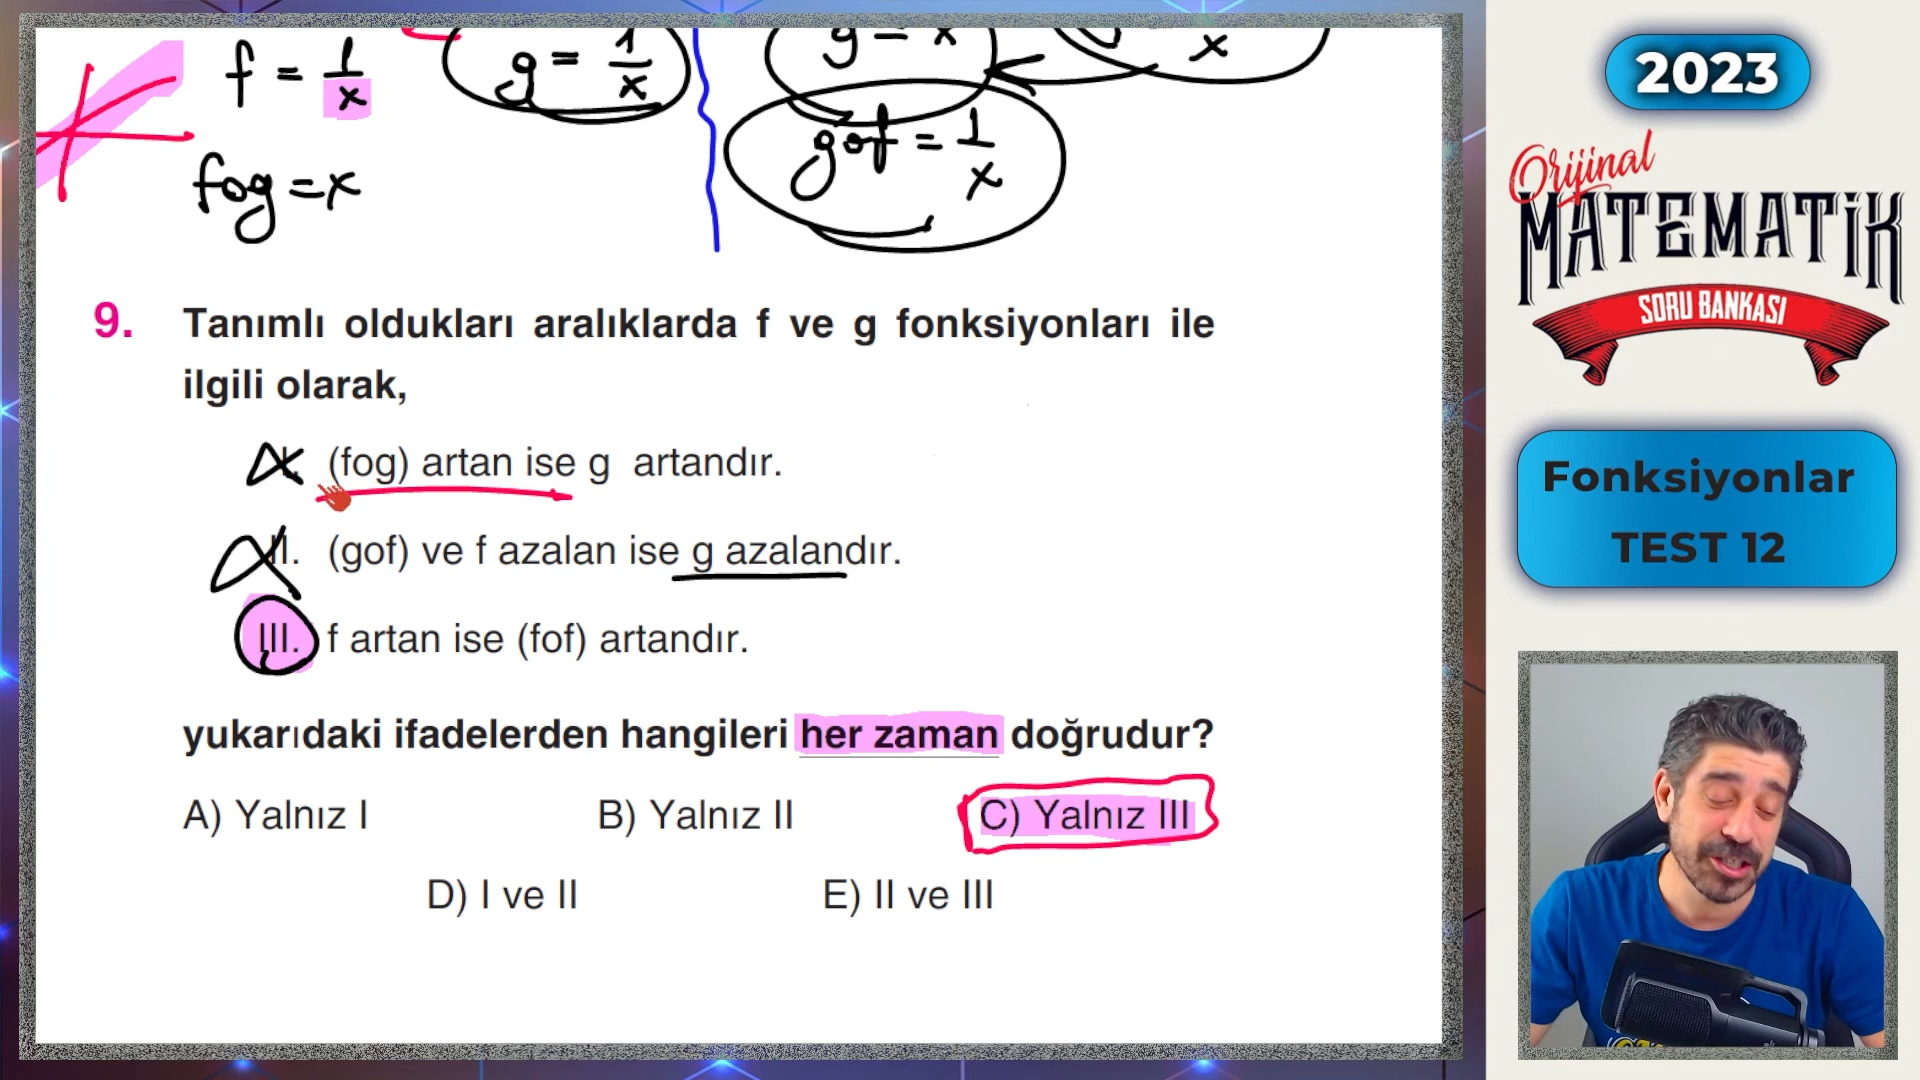 f = 1/x
g = 1/x
g = x
x
gof = 1/x
fog = x
9. Tanımlı oldukları aralıklarda f ve g fonksiyonları ile
ilgili olarak,
I. (fog) artan ise g artandır.
II. (gof) ve f azalan ise g azalandır.
III. f artan ise (fof) artandır.
yukarıdaki ifadelerden hangileri her zaman doğrudur?
A) Yalnız I B) Yalnız II C) Yalnız III
D) I ve II E) II ve III
2023
Orijinal
MATEMATİK
SORU BANKASI
Fonksiyonlar
TEST 12